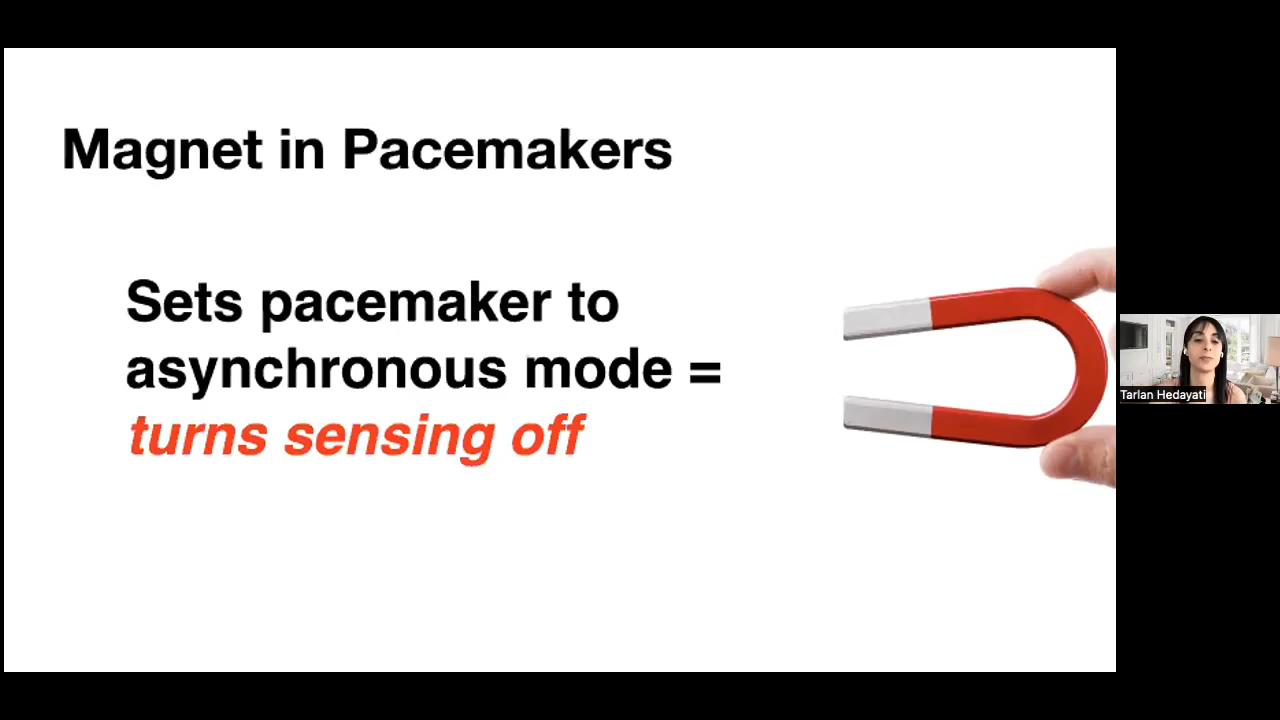 Magnet in Pacemakers
Sets pacemaker to
asynchronous mode =
turns sensing off
Tarlan Hedayati